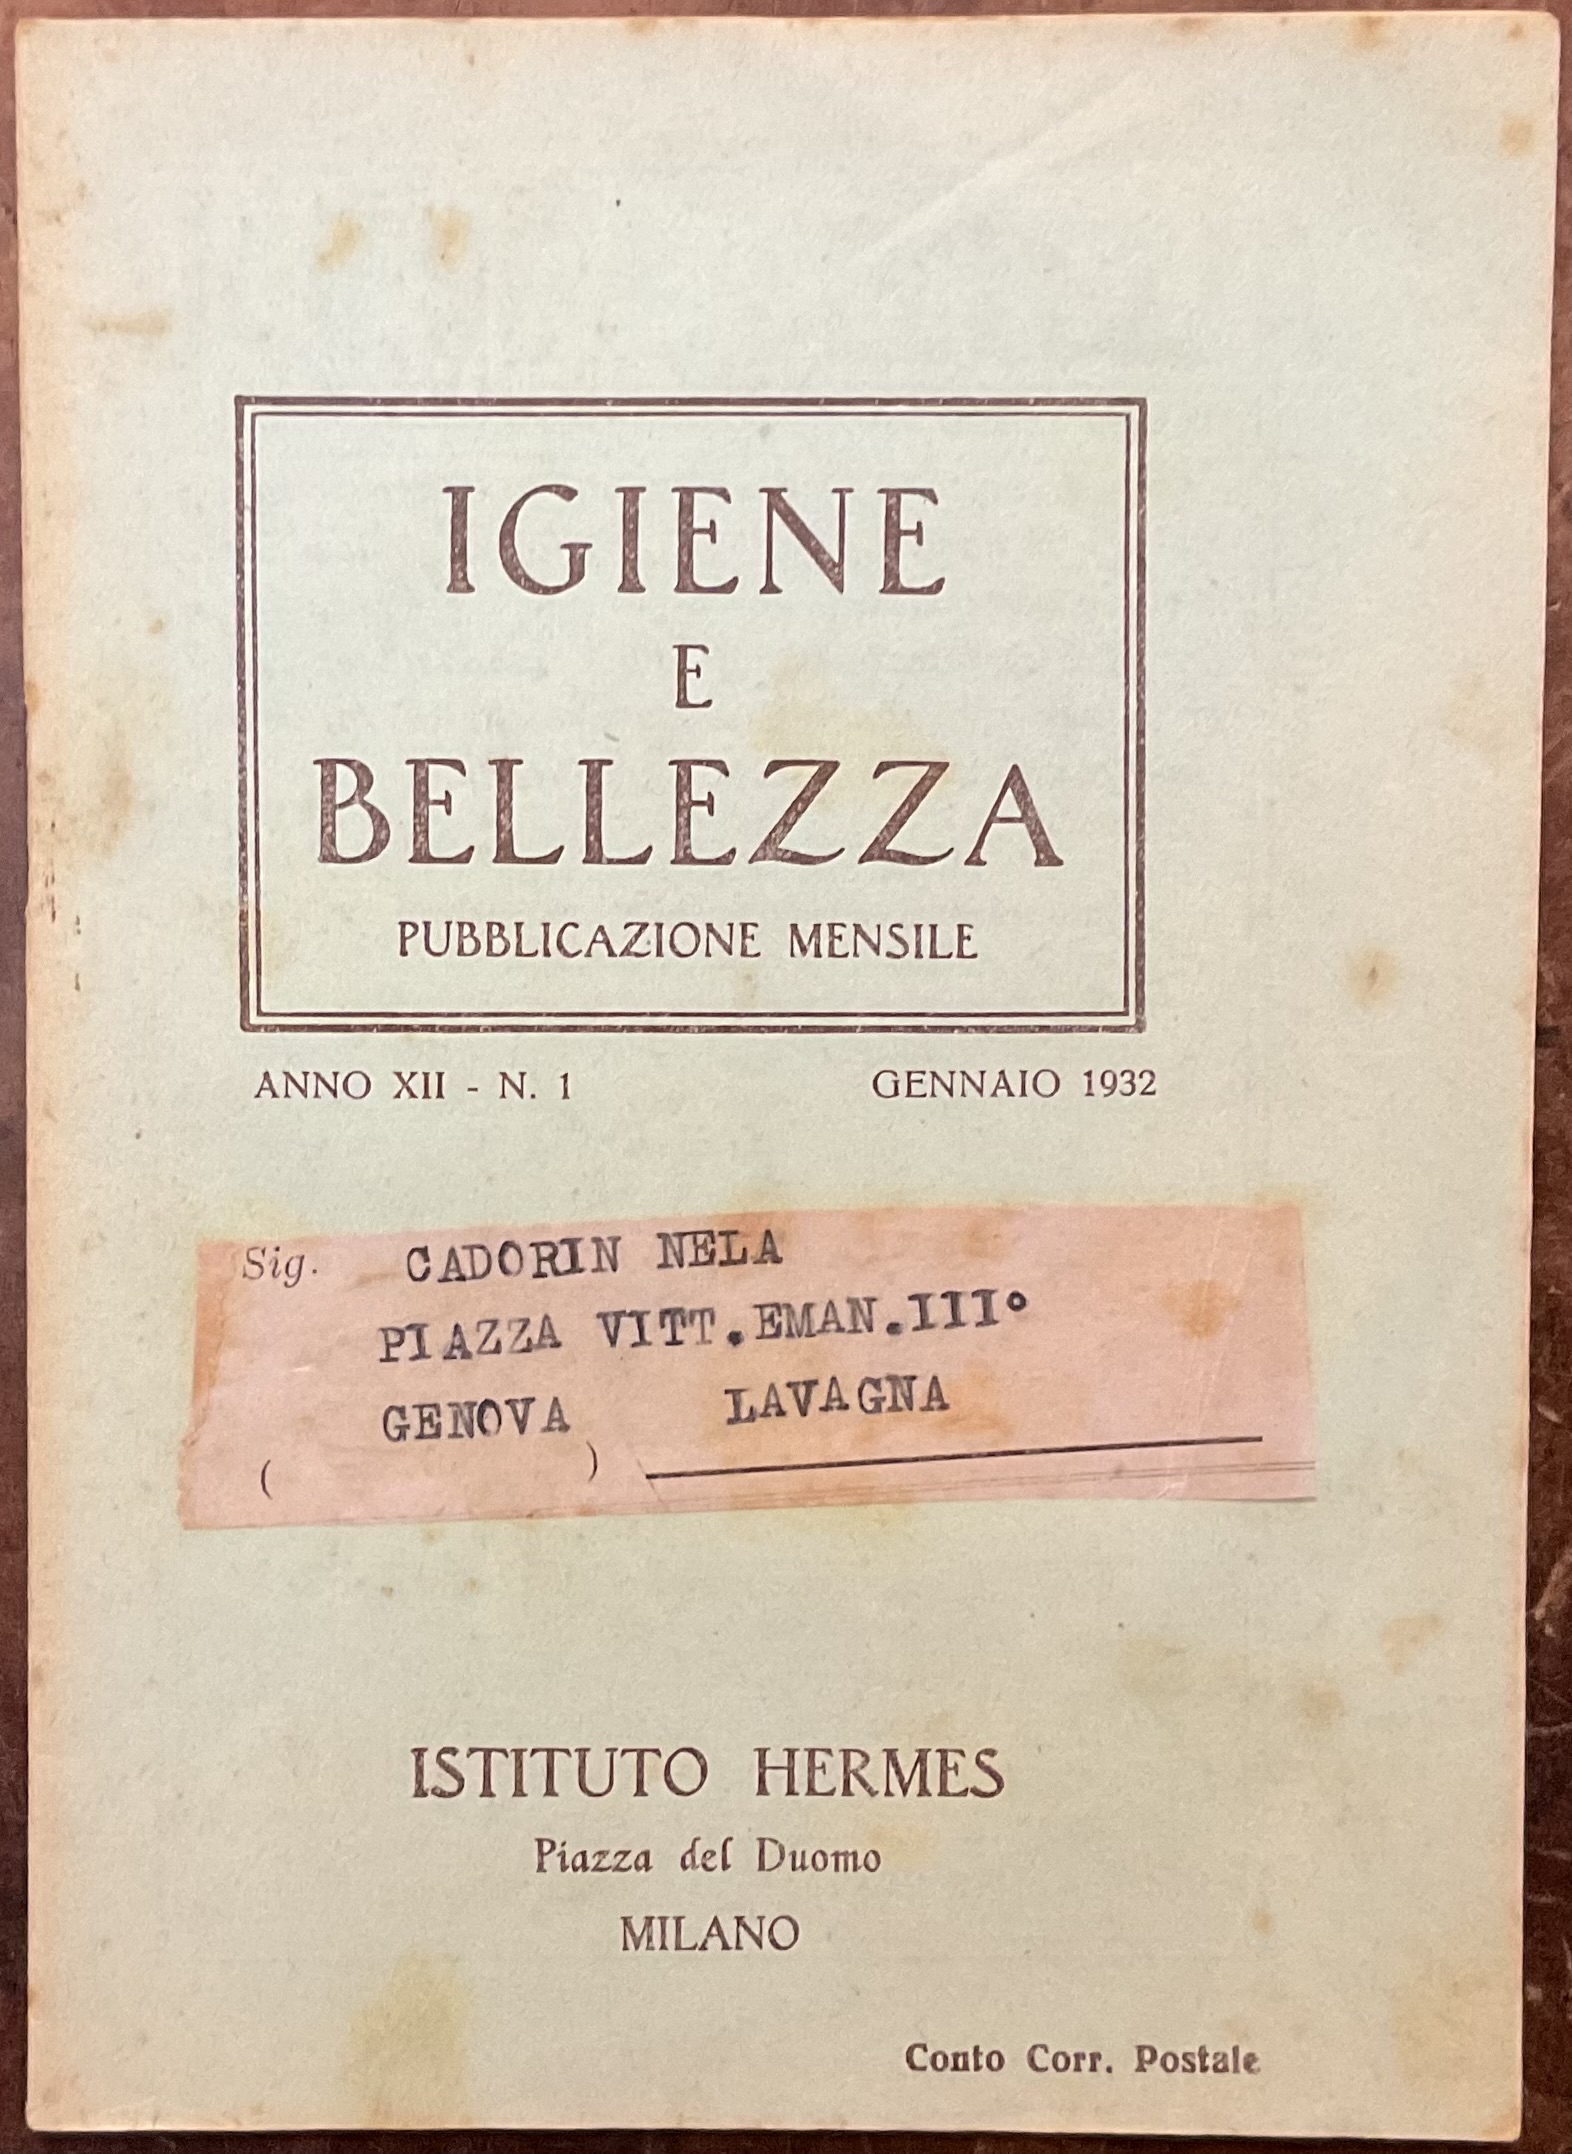 IGIENE
E
BELLEZZA
PUBBLICAZIONE MENSILE
ANNO XII - N. 1 GENNAIO 1932
Sig. CADORIN NELA
PIAZZA VITT.EMAN.III°
GENOVA LAVAGNA
( )
ISTITUTO HERMES
Piazza del Duomo
MILANO
Conto Corr. Postale